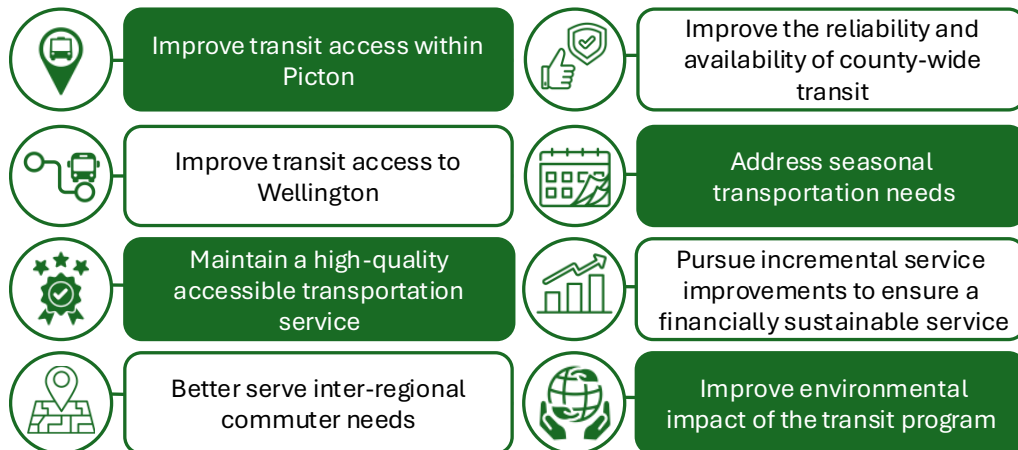 Improve transit access within
Picton
Improve the reliability and
availability of county-wide
transit
Improve transit access to
Wellington
Address seasonal
transportation needs
Maintain a high-quality
accessible transportation
service
Pursue incremental service
improvements to ensure a
financially sustainable service
Better serve inter-regional
commuter needs
Improve environmental
impact of the transit program